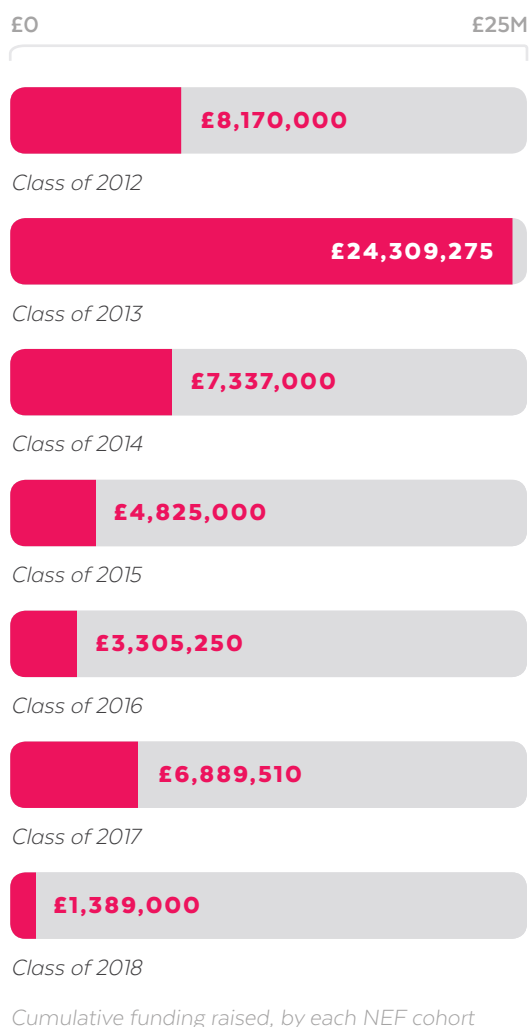 £0 £25M
£8,170,000
Class of 2012
£24,309,275
Class of 2013
£7,337,000
Class of 2014
£4,825,000
Class of 2015
£3,305,250
Class of 2016
£6,889,510
Class of 2017
£1,389,000
Class of 2018
Cumulative funding raised, by each NEF cohort